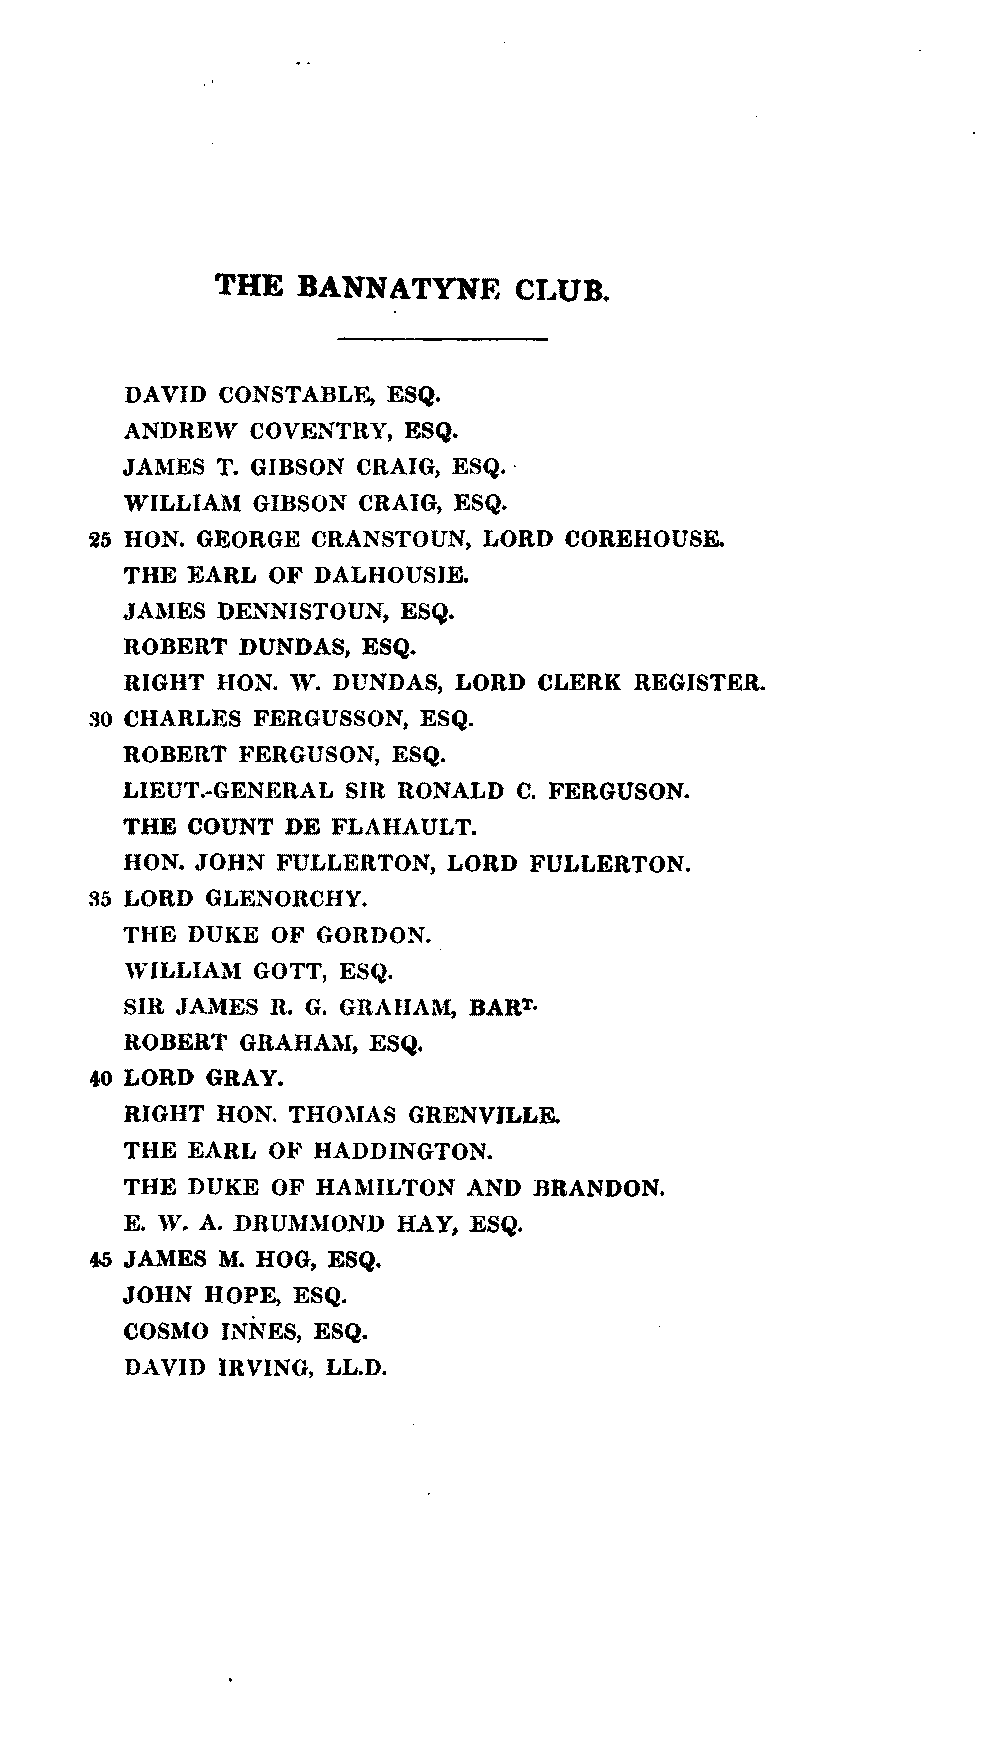 THE BANNATYNE CLUB.
DAVID CONSTABLE, ESQ.
ANDREW COVENTRY, ESQ.
JAMES T. GIBSON CRAIG, ESQ.
WILLIAM GIBSON CRAIG, ESQ.
25 HON. GEORGE CRANSTOUN, LORD COREHOUSE.
THE EARL OF DALHOUSIE.
JAMES DENNISTOUN, ESQ.
ROBERT DUNDAS, ESQ.
RIGHT HON. W. DUNDAS, LORD CLERK REGISTER.
30 CHARLES FERGUSSON, ESQ.
ROBERT FERGUSON, ESQ.
LIEUT.-GENERAL SIR RONALD C. FERGUSON.
THE COUNT DE FLAHAULT.
HON. JOHN FULLERTON, LORD FULLERTON.
35 LORD GLENORCHY.
THE DUKE OF GORDON.
WILLIAM GOTT, ESQ.
SIR JAMES R. G. GRAHAM, BART.
ROBERT GRAHAM, ESQ.
40 LORD GRAY.
RIGHT HON. THOMAS GRENVILLE.
THE EARL OF HADDINGTON.
THE DUKE OF HAMILTON AND BRANDON.
E. W. A. DRUMMOND HAY, ESQ.
45 JAMES M. HOG, ESQ.
JOHN HOPE, ESQ.
COSMO INNES, ESQ.
DAVID IRVING, LL.D.